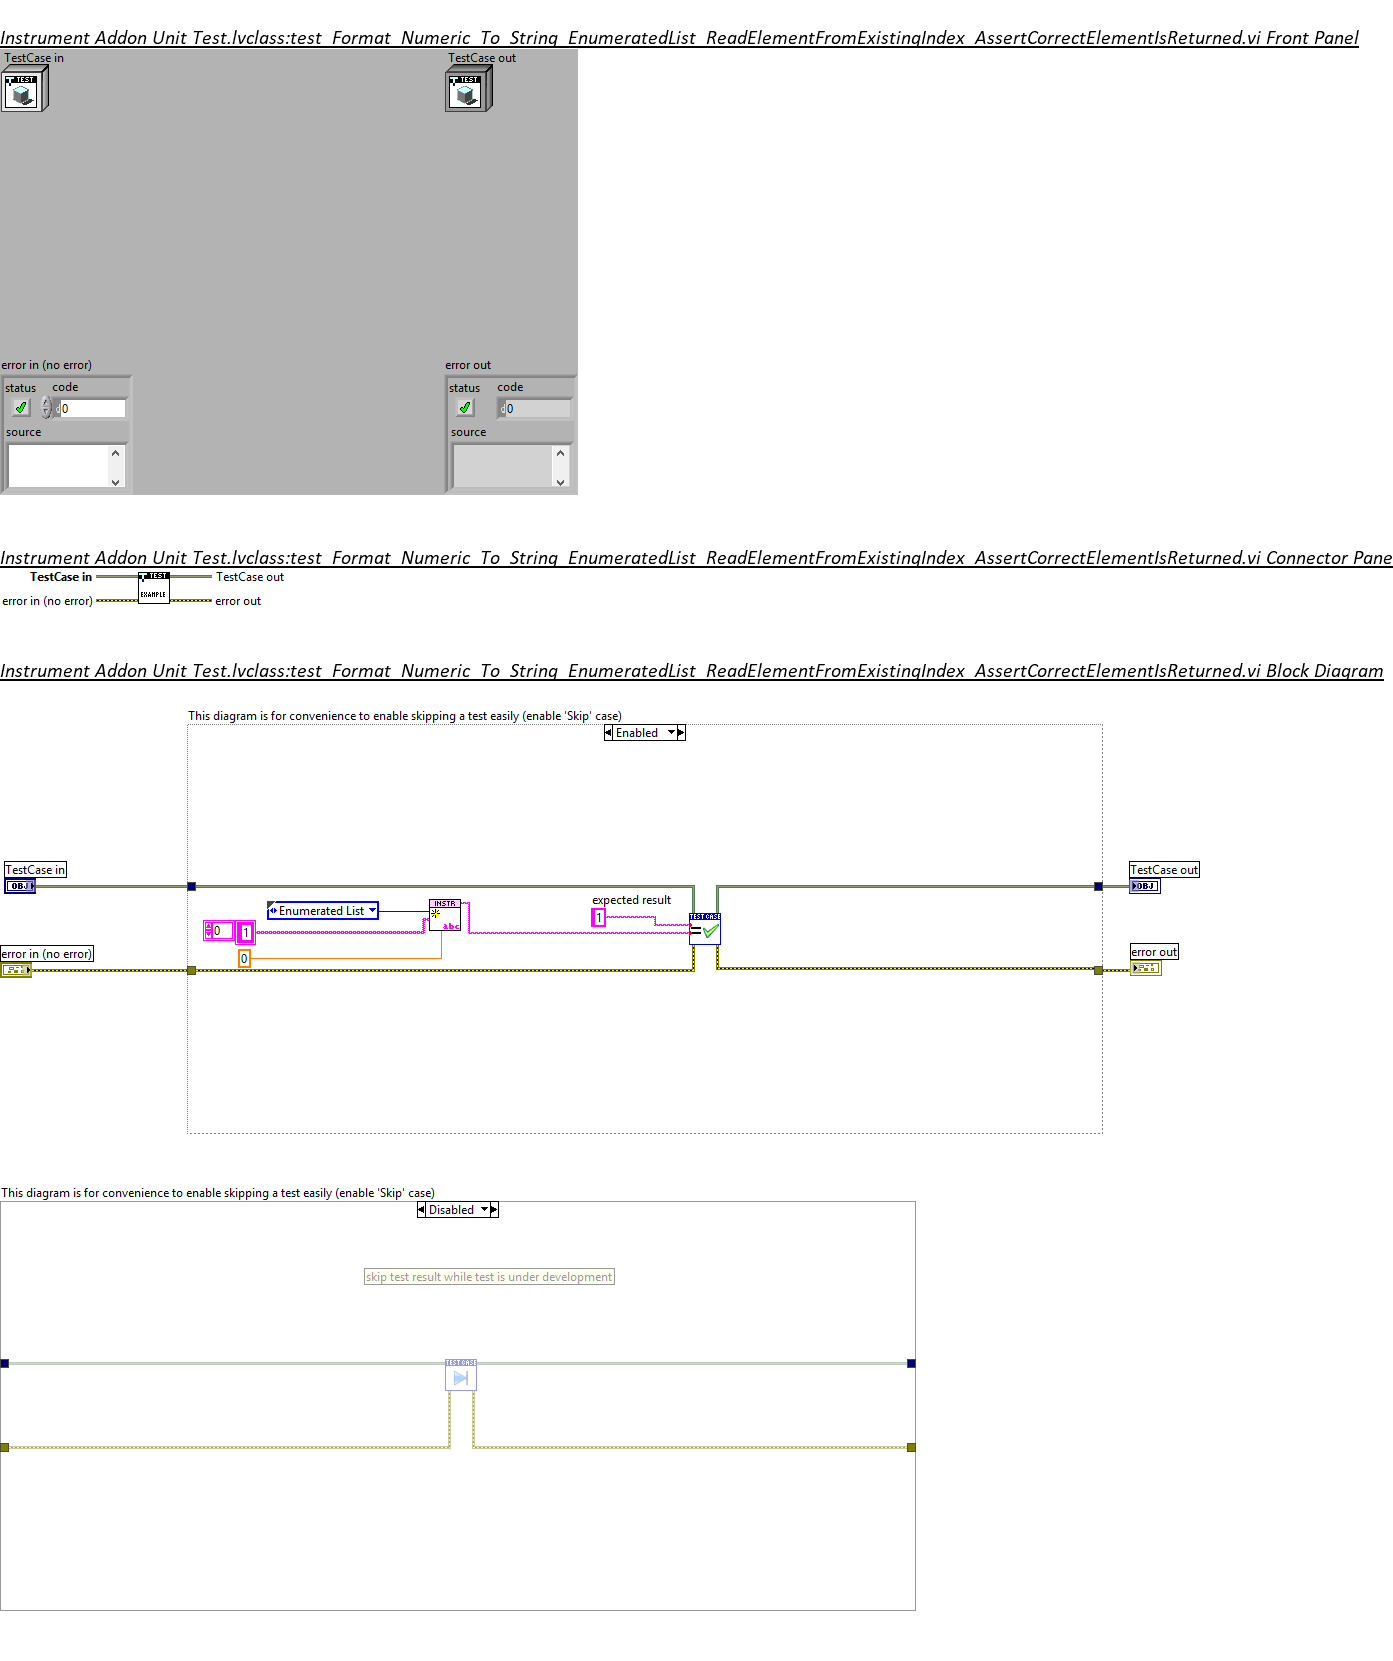 Instrument Addon Unit Test.lvclass:test_Format_Numeric_To_String_EnumeratedList_ReadElementFromExistingIndex_AssertCorrectElementIsReturned.vi Front Panel
TestCase in
TestCase out
TEST
TEST
error in (no error)
error out
status
code
status
code
d
0
d
0
source
source
Instrument Addon Unit Test.lvclass:test_Format_Numeric_To_String_EnumeratedList_ReadElementFromExistingIndex_AssertCorrectElementIsReturned.vi Connector Pane
TestCase in
TEST
TestCase out
error in (no error)
EXAMPLE
error out
Instrument Addon Unit Test.lvclass:test_Format_Numeric_To_String_EnumeratedList_ReadElementFromExistingIndex_AssertCorrectElementIsReturned.vi Block Diagram
This diagram is for convenience to enable skipping a test easily (enable 'Skip' case)
Enabled
TestCase in
TestCase out
OBJ
OBJ
Enumerated List
INSTR
abc
expected result
1
TEST CASE
=
0
1
error in (no error)
0
error out
This diagram is for convenience to enable skipping a test easily (enable 'Skip' case)
Disabled
skip test result while test is under development
TEST CASE